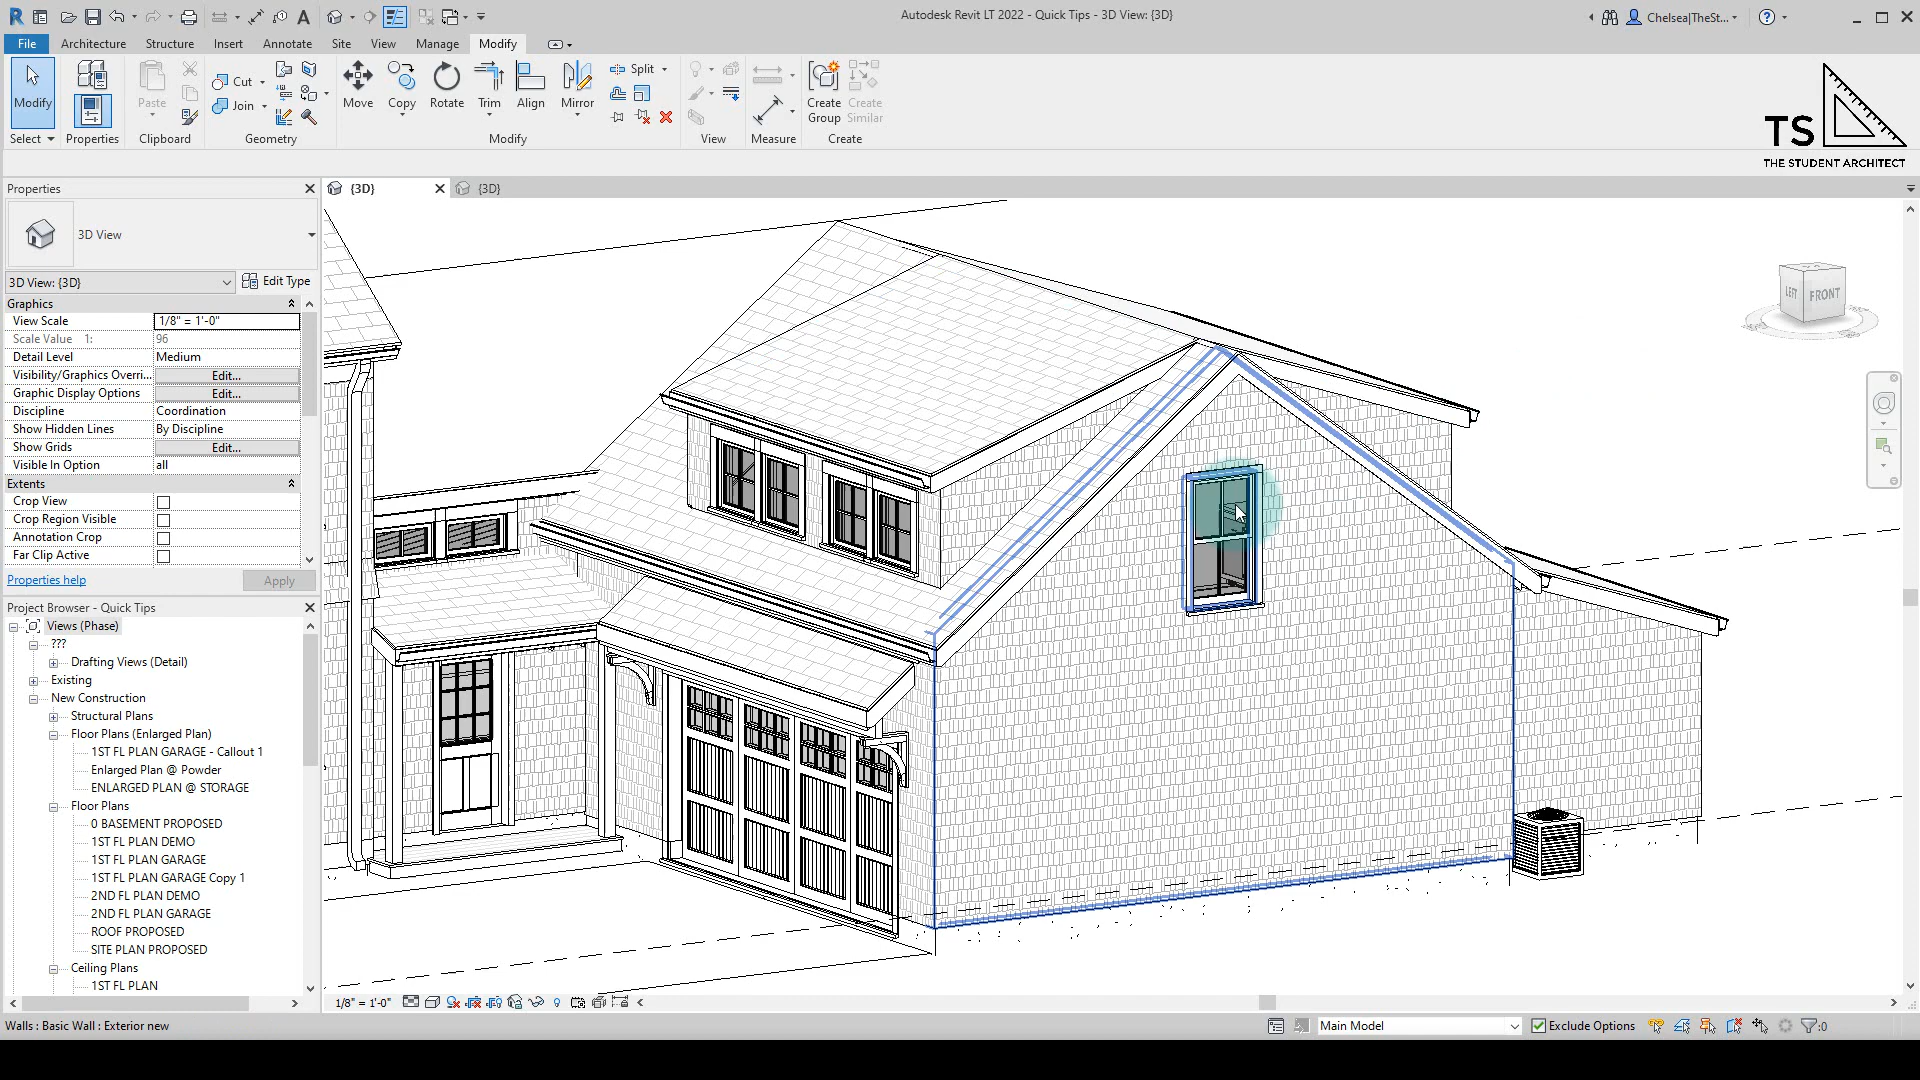 Autodesk Revit LT 2022 - Quick Tips - 3D View: {3D}
Chelsea|TheSt...
File Architecture Structure Insert Annotate Site View Manage Modify
Modify
Properties
Paste
Cut
Join
Move
Copy
Rotate
Trim
Align
Mirror
Split
Create Group
Create Similar
Select Properties Clipboard Geometry Modify View Measure Create
TS
THE STUDENT ARCHITECT
Properties
{3D}
{3D}
3D View
3D View: {3D}
Edit Type
Graphics
View Scale 1/8" = 1'-0"
Scale Value 1: 96
Detail Level Medium
Visibility/Graphics Overri... Edit...
Graphic Display Options Edit...
Discipline Coordination
Show Hidden Lines By Discipline
Show Grids Edit...
Visible In Option all
Extents
Crop View
Crop Region Visible
Annotation Crop
Far Clip Active
Properties help Apply
LEFT FRONT
Project Browser - Quick Tips
Views (Phase)
???
Drafting Views (Detail)
Existing
New Construction
Structural Plans
Floor Plans (Enlarged Plan)
1ST FL PLAN GARAGE - Callout 1
Enlarged Plan @ Powder
ENLARGED PLAN @ STORAGE
Floor Plans
0 BASEMENT PROPOSED
1ST FL PLAN DEMO
1ST FL PLAN GARAGE
1ST FL PLAN GARAGE Copy 1
2ND FL PLAN DEMO
2ND FL PLAN GARAGE
ROOF PROPOSED
SITE PLAN PROPOSED
Ceiling Plans
1ST FL PLAN
1/8" = 1'-0"
Walls : Basic Wall : Exterior new
Main Model
Exclude Options
:0